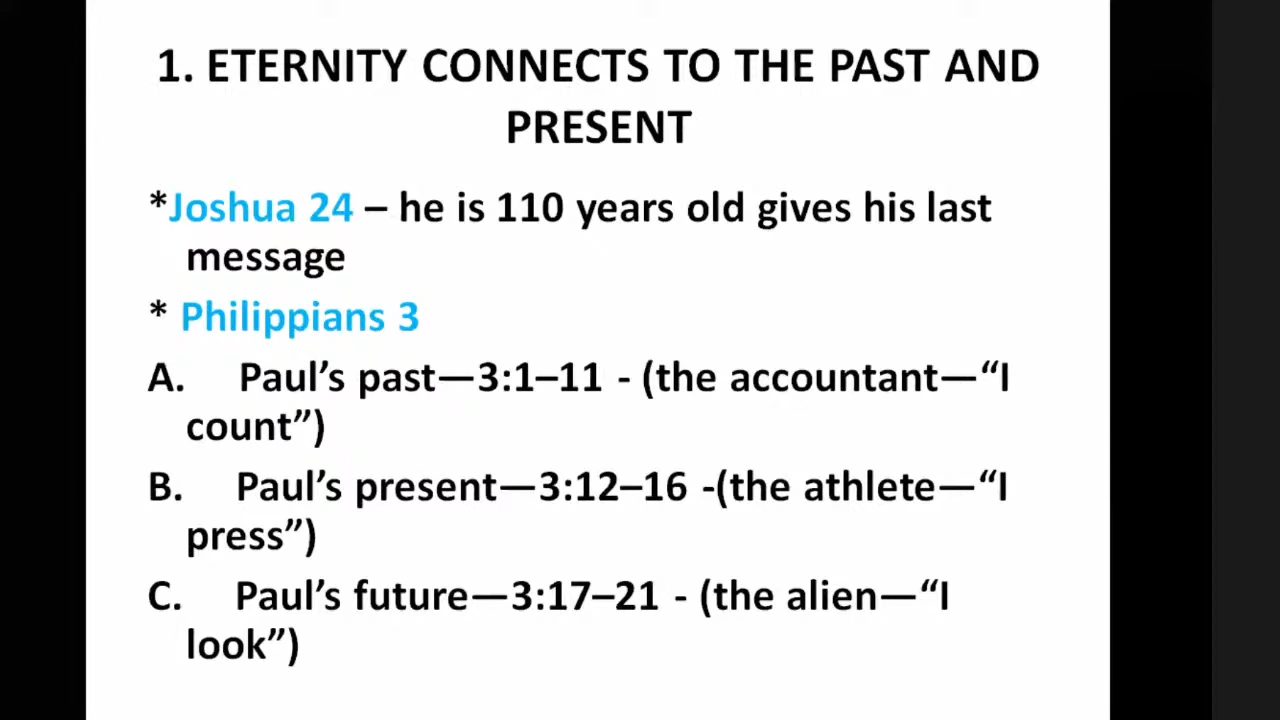 1. ETERNITY CONNECTS TO THE PAST AND
PRESENT
*Joshua 24 – he is 110 years old gives his last
message
* Philippians 3
A. Paul’s past—3:1–11 - (the accountant—“I
count”)
B. Paul’s present—3:12–16 -(the athlete—“I
press”)
C. Paul’s future—3:17–21 - (the alien—“I
look”)